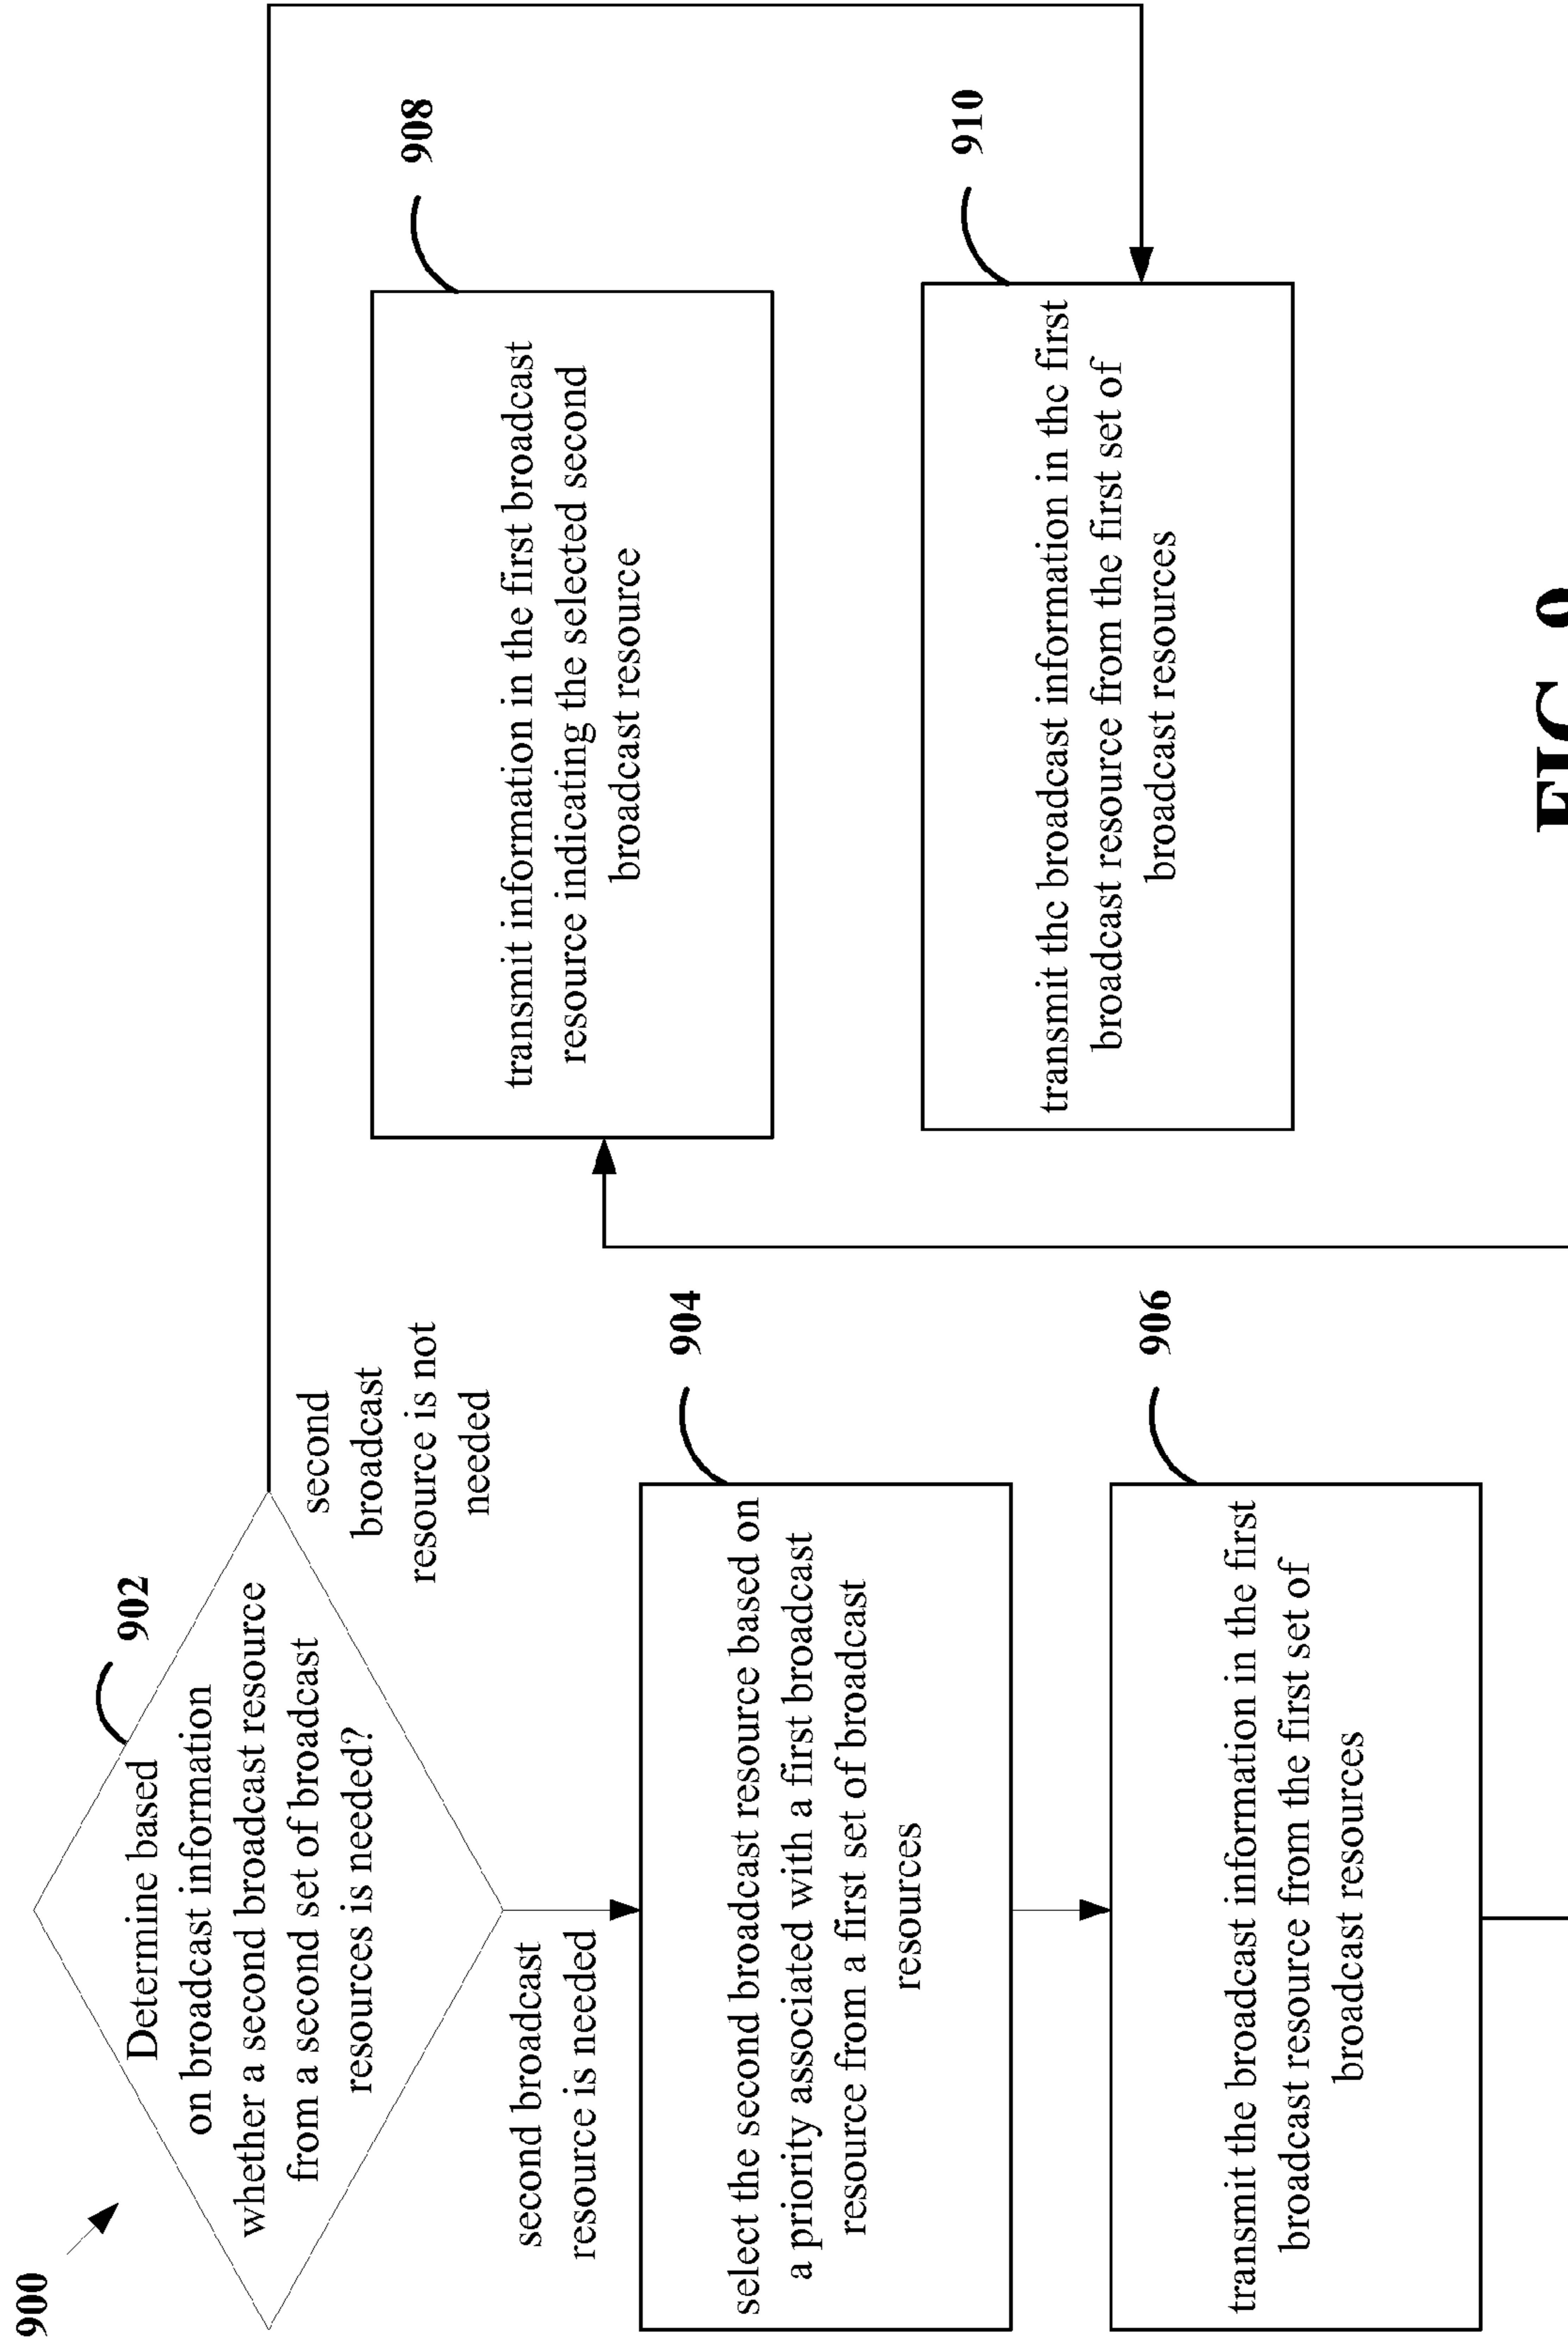 900
902
Determine based
on broadcast information
whether a second broadcast resource
from a second set of broadcast
resources is needed?
second
broadcast
resource is not
needed
second broadcast
resource is needed
904
select the second broadcast resource based on
a priority associated with a first broadcast
resource from a first set of broadcast
resources
906
transmit the broadcast information in the first
broadcast resource from the first set of
broadcast resources
908
transmit information in the first broadcast
resource indicating the selected second
broadcast resource
910
transmit the broadcast information in the first
broadcast resource from the first set of
broadcast resources